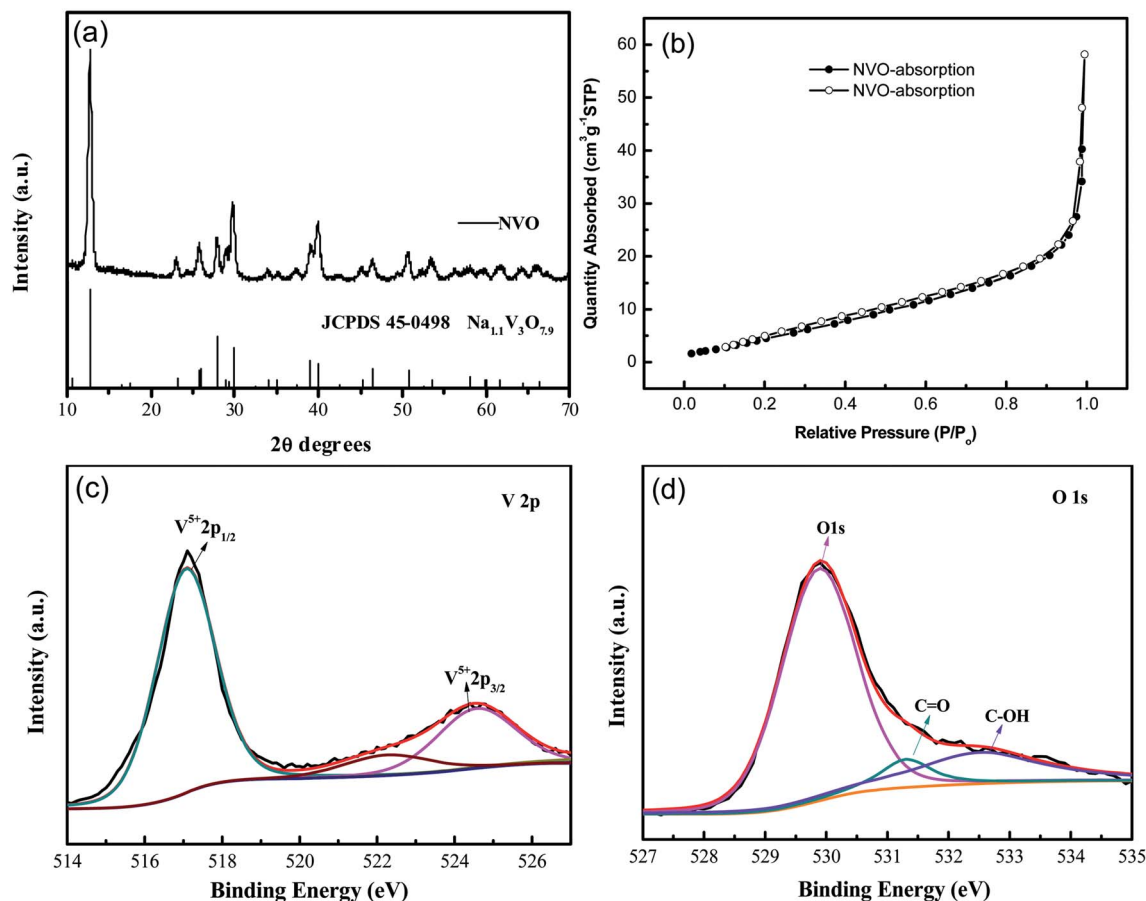 (a)
Intensity (a.u.)
NVO
JCPDS 45-0498 Na1.1V3O7.9
10 20 30 40 50 60 70
2θ degrees
(b)
Quantity Absorbed (cm³g⁻¹STP)
60
50
40
30
20
10
0
NVO-absorption
NVO-absorption
0.0 0.2 0.4 0.6 0.8 1.0
Relative Pressure (P/Po)
(c)
V 2p
Intensity (a.u.)
V⁵⁺2p1/2
V⁵⁺2p3/2
514 516 518 520 522 524 526
Binding Energy (eV)
(d)
O 1s
Intensity (a.u.)
O1s
C=O
C-OH
527 528 529 530 531 532 533 534 535
Binding Energy (eV)